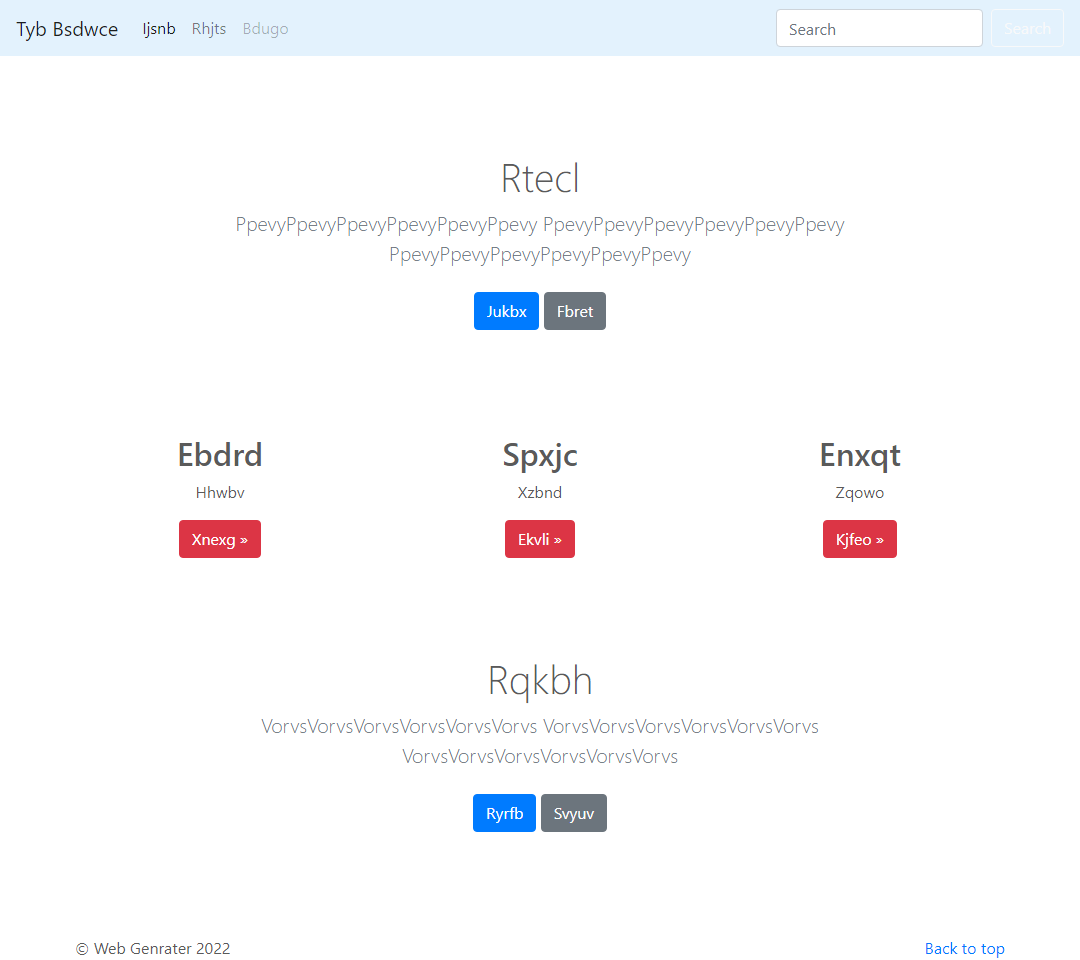 Tyb Bsdwce Ijsnb Rhjts Bdugo Search Search
Rtecl
PpevyPpevyPpevyPpevyPpevyPpevy PpevyPpevyPpevyPpevyPpevyPpevy
PpevyPpevyPpevyPpevyPpevyPpevy
Jukbx Fbret
Ebdrd Spxjc Enxqt
Hhwbv Xzbnd Zqowo
Xnexg » Ekvli » Kjfeo »
Rqkbh
VorvsVorvsVorvsVorvsVorvsVorvs VorvsVorvsVorvsVorvsVorvsVorvs
VorvsVorvsVorvsVorvsVorvsVorvs
Ryrfb Svyuv
© Web Genrater 2022 Back to top